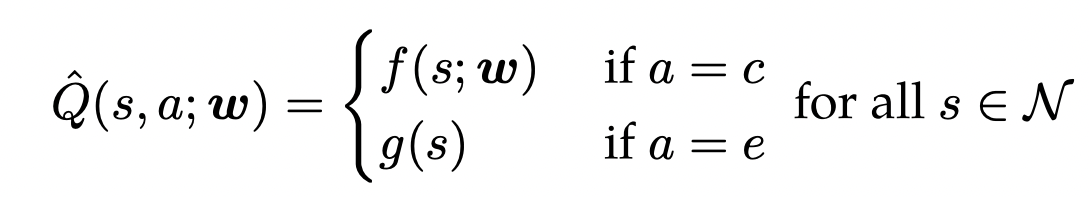 Q̂(s, a; 𝒘) = { f(s; 𝒘) if a = c
g(s) if a = e for all s ∈ 𝒩